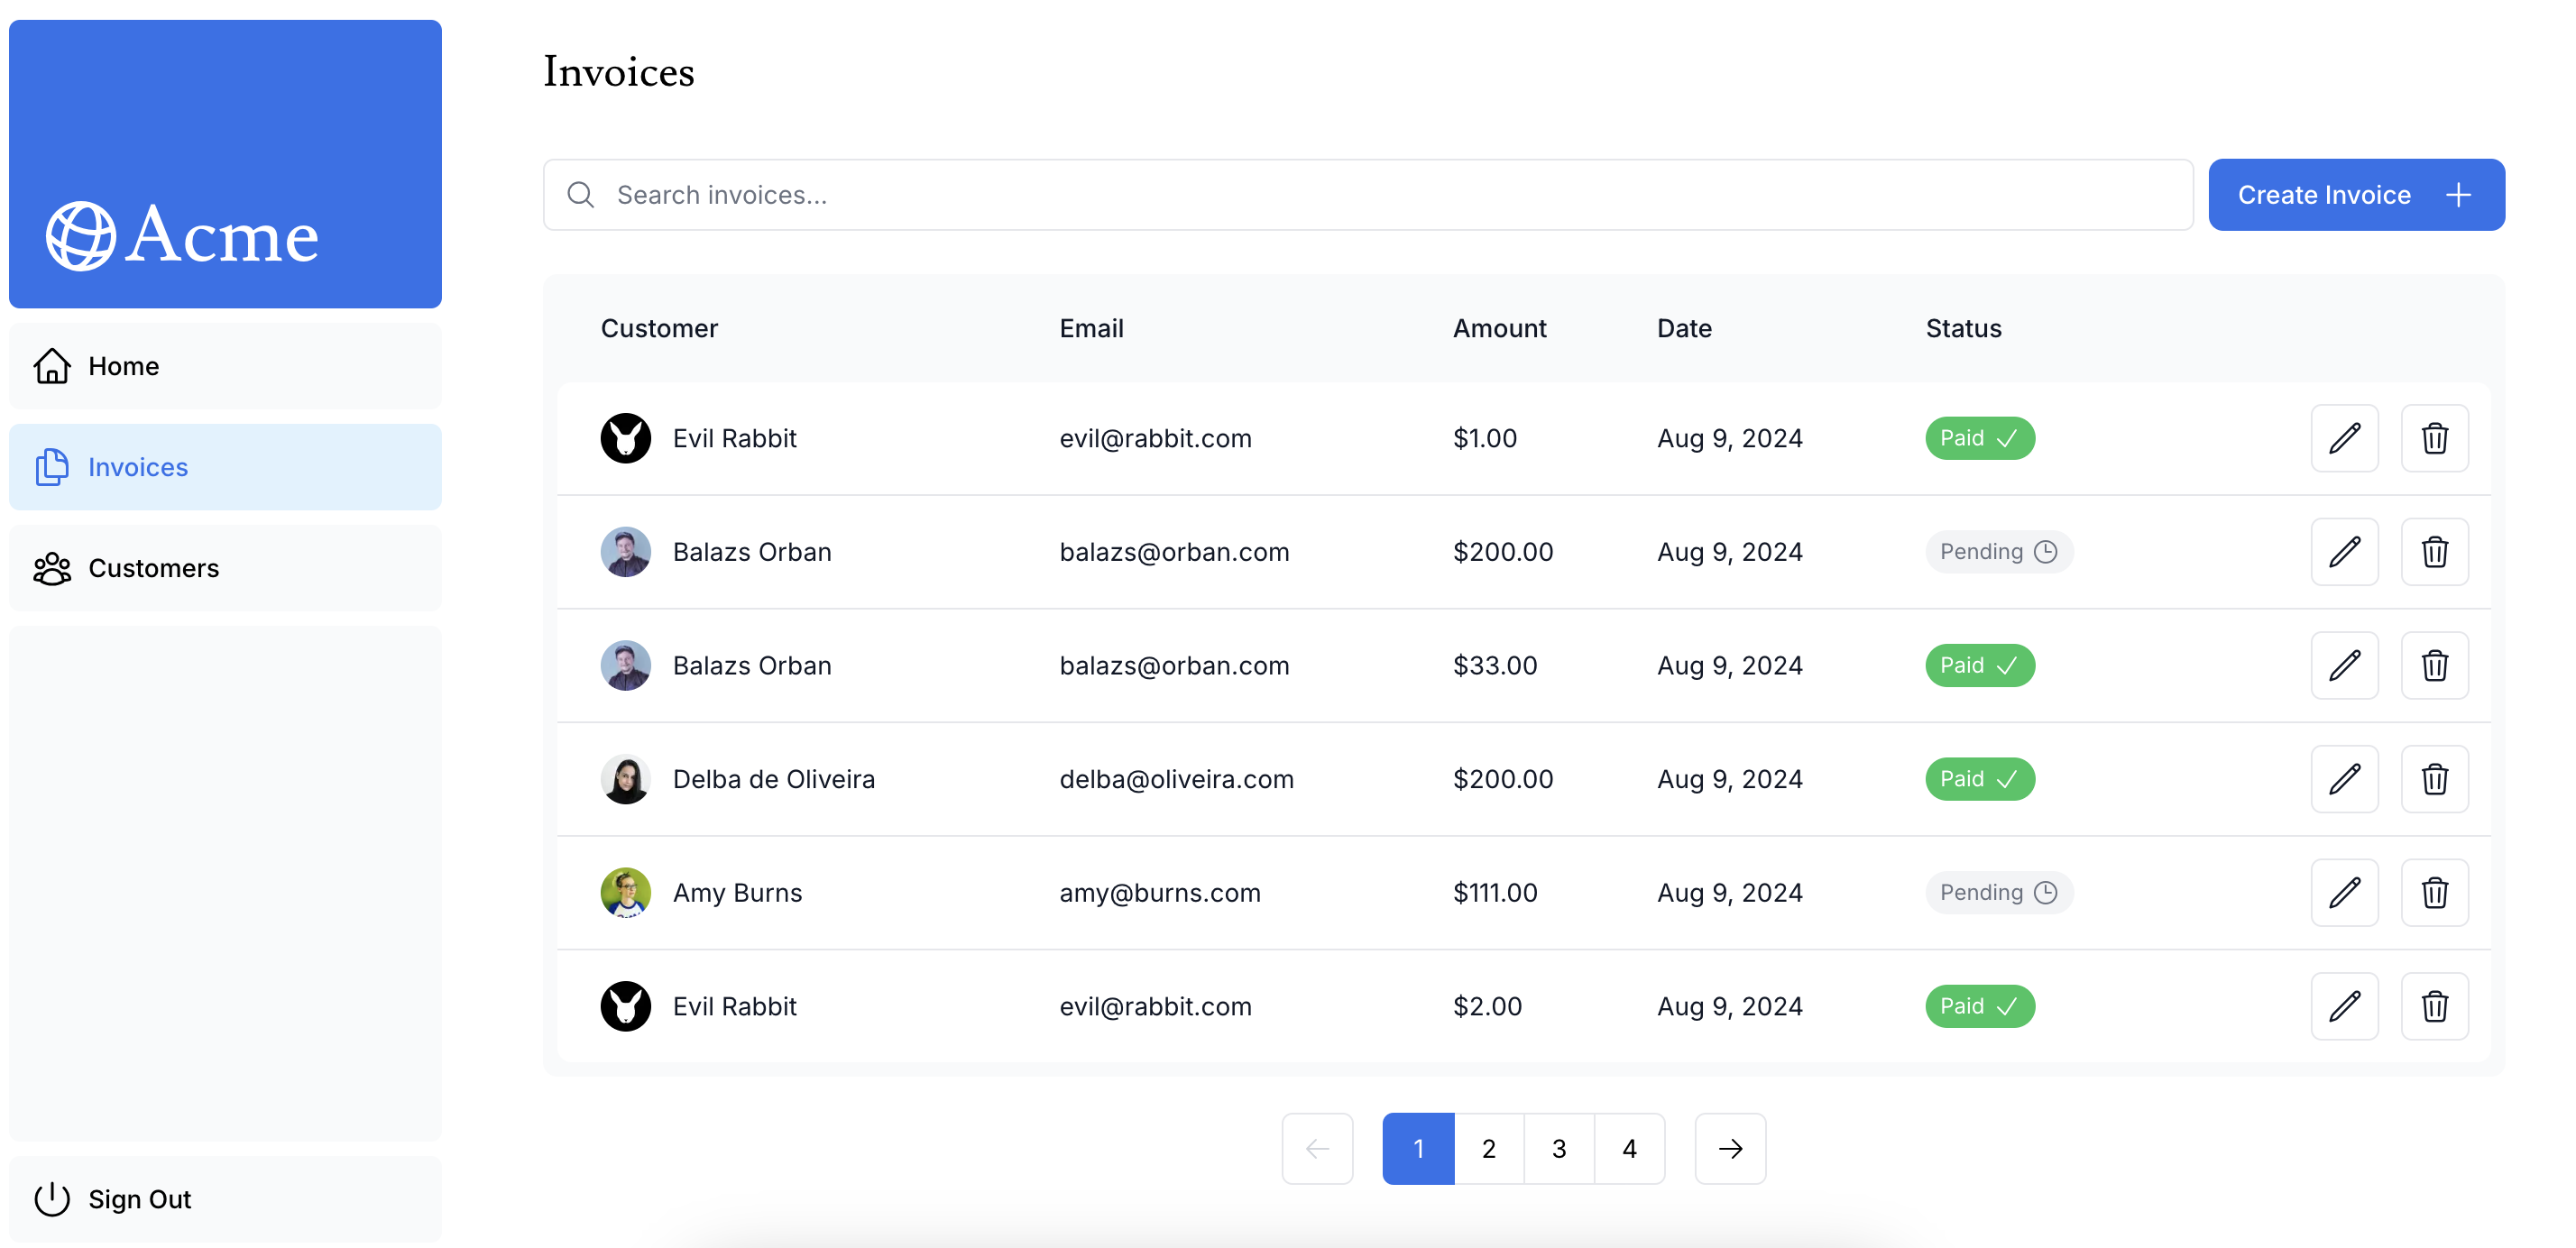 Acme
Home
Invoices
Customers
Sign Out
Invoices
Search invoices...
Create Invoice
Customer Email Amount Date Status
Evil Rabbit evil@rabbit.com $1.00 Aug 9, 2024 Paid
Balazs Orban balazs@orban.com $200.00 Aug 9, 2024 Pending
Balazs Orban balazs@orban.com $33.00 Aug 9, 2024 Paid
Delba de Oliveira delba@oliveira.com $200.00 Aug 9, 2024 Paid
Amy Burns amy@burns.com $111.00 Aug 9, 2024 Pending
Evil Rabbit evil@rabbit.com $2.00 Aug 9, 2024 Paid
1 2 3 4